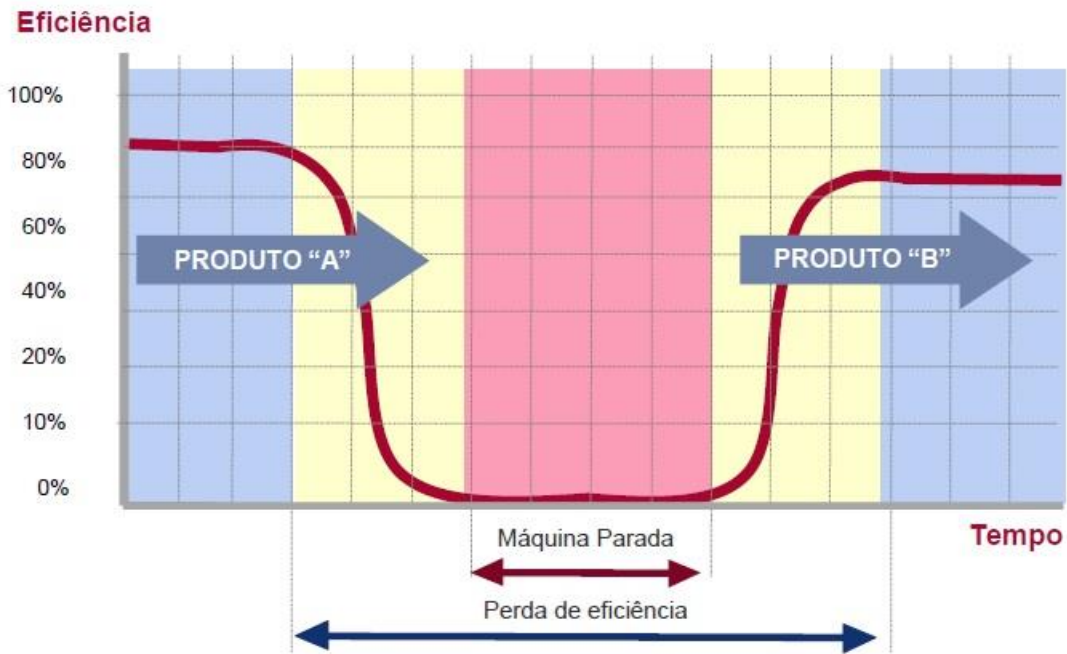 Eficiência
100%
80%
60%
40%
20%
10%
0%
PRODUTO “A”
PRODUTO “B”
Tempo
Máquina Parada
Perda de eficiência